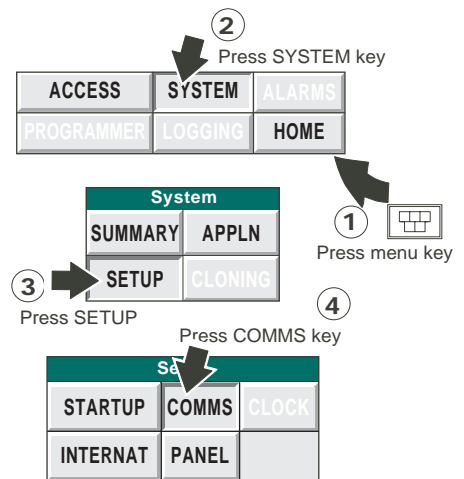 2
Press SYSTEM key
ACCESS SYSTEM ALARMS
PROGRAMMER LOGGING HOME
1
Press menu key
System
SUMMARY APPLN
SETUP CLONING
3
Press SETUP
4
Press COMMS key
STARTUP COMMS CLOCK
INTERNAT PANEL